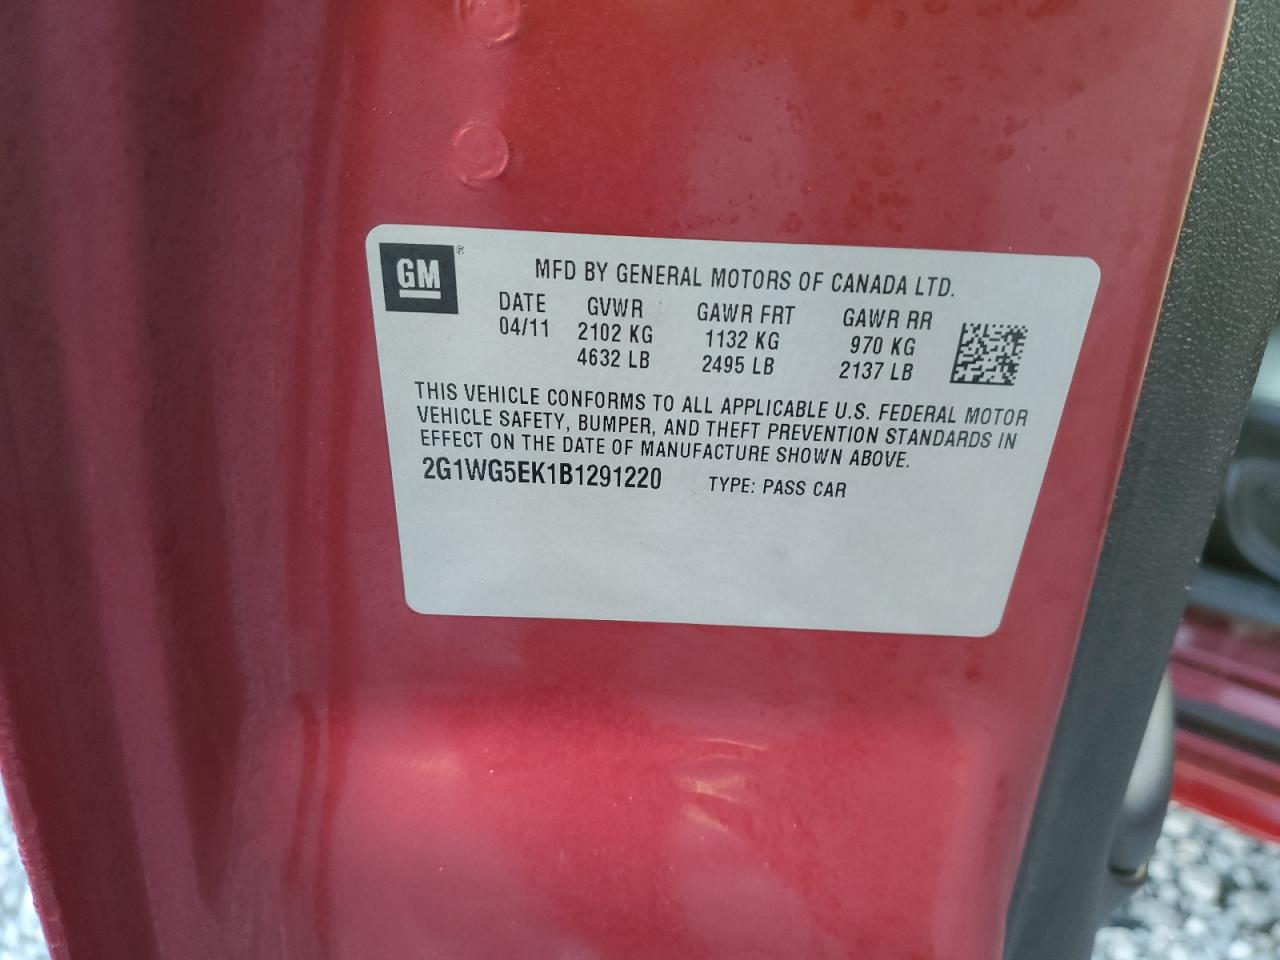 GM®
MFD BY GENERAL MOTORS OF CANADA LTD.
DATE GVWR GAWR FRT GAWR RR
04/11 2102 KG 1132 KG 970 KG
4632 LB 2495 LB 2137 LB
THIS VEHICLE CONFORMS TO ALL APPLICABLE U.S. FEDERAL MOTOR
VEHICLE SAFETY, BUMPER, AND THEFT PREVENTION STANDARDS IN
EFFECT ON THE DATE OF MANUFACTURE SHOWN ABOVE.
2G1WG5EK1B1291220 TYPE: PASS CAR